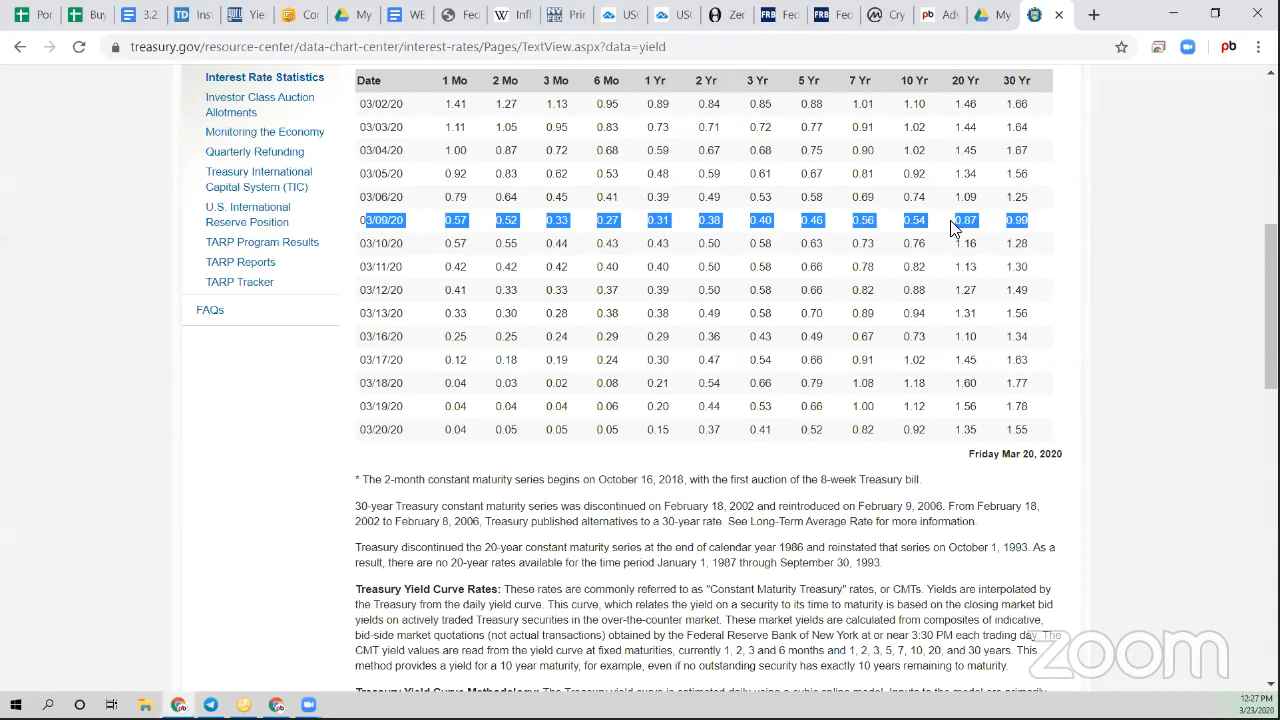 Por
Buy
3.2
TD Ins
Yie
Cor
My
WE
Fec
Infl
Prin
USC
USC
Zer
FRB Fed
FRB Fed
Cry
pb Adv
My
treasury.gov/resource-center/data-chart-center/interest-rates/Pages/TextView.aspx?data=yield
pb
Interest Rate Statistics
Investor Class Auction
Allotments
Monitoring the Economy
Quarterly Refunding
Treasury International
Capital System (TIC)
U.S. International
Reserve Position
TARP Program Results
TARP Reports
TARP Tracker
FAQs
Date 1 Mo 2 Mo 3 Mo 6 Mo 1 Yr 2 Yr 3 Yr 5 Yr 7 Yr 10 Yr 20 Yr 30 Yr
03/02/20 1.41 1.27 1.13 0.95 0.89 0.84 0.85 0.88 1.01 1.10 1.46 1.66
03/03/20 1.11 1.05 0.95 0.83 0.73 0.71 0.72 0.77 0.91 1.02 1.44 1.64
03/04/20 1.00 0.87 0.72 0.68 0.59 0.67 0.68 0.75 0.90 1.02 1.45 1.67
03/05/20 0.92 0.83 0.62 0.53 0.48 0.59 0.61 0.67 0.81 0.92 1.34 1.56
03/06/20 0.79 0.64 0.45 0.41 0.39 0.49 0.53 0.58 0.69 0.74 1.09 1.25
03/09/20 0.57 0.52 0.33 0.27 0.31 0.38 0.40 0.46 0.56 0.54 0.87 0.99
03/10/20 0.57 0.55 0.44 0.43 0.43 0.50 0.58 0.63 0.73 0.76 1.16 1.28
03/11/20 0.42 0.42 0.42 0.40 0.40 0.50 0.58 0.66 0.78 0.82 1.13 1.30
03/12/20 0.41 0.33 0.33 0.37 0.39 0.50 0.58 0.66 0.82 0.88 1.27 1.49
03/13/20 0.33 0.30 0.28 0.38 0.38 0.49 0.58 0.70 0.89 0.94 1.31 1.56
03/16/20 0.25 0.25 0.24 0.29 0.29 0.36 0.43 0.49 0.67 0.73 1.10 1.34
03/17/20 0.12 0.18 0.19 0.24 0.30 0.47 0.54 0.66 0.91 1.02 1.45 1.63
03/18/20 0.04 0.03 0.02 0.08 0.21 0.54 0.66 0.79 1.08 1.18 1.60 1.77
03/19/20 0.04 0.04 0.04 0.06 0.20 0.44 0.53 0.66 1.00 1.12 1.56 1.78
03/20/20 0.04 0.05 0.05 0.05 0.15 0.37 0.41 0.52 0.82 0.92 1.35 1.55
Friday Mar 20, 2020
* The 2-month constant maturity series begins on October 16, 2018, with the first auction of the 8-week Treasury bill.
30-year Treasury constant maturity series was discontinued on February 18, 2002 and reintroduced on February 9, 2006. From February 18,
2002 to February 8, 2006, Treasury published alternatives to a 30-year rate. See Long-Term Average Rate for more information.
Treasury discontinued the 20-year constant maturity series at the end of calendar year 1986 and reinstated that series on October 1, 1993. As a
result, there are no 20-year rates available for the time period January 1, 1987 through September 30, 1993.
Treasury Yield Curve Rates: These rates are commonly referred to as "Constant Maturity Treasury" rates, or CMTs. Yields are interpolated by
the Treasury from the daily yield curve. This curve, which relates the yield on a security to its time to maturity is based on the closing market bid
yields on actively traded Treasury securities in the over-the-counter market. These market yields are calculated from composites of indicative,
bid-side market quotations (not actual transactions) obtained by the Federal Reserve Bank of New York at or near 3:30 PM each trading day. The
CMT yield values are read from the yield curve at fixed maturities, currently 1, 2, 3 and 6 months and 1, 2, 3, 5, 7, 10, 20, and 30 years. This
method provides a yield for a 10 year maturity, for example, even if no outstanding security has exactly 10 years remaining to maturity.
zoom
12:27 PM
3/23/2020